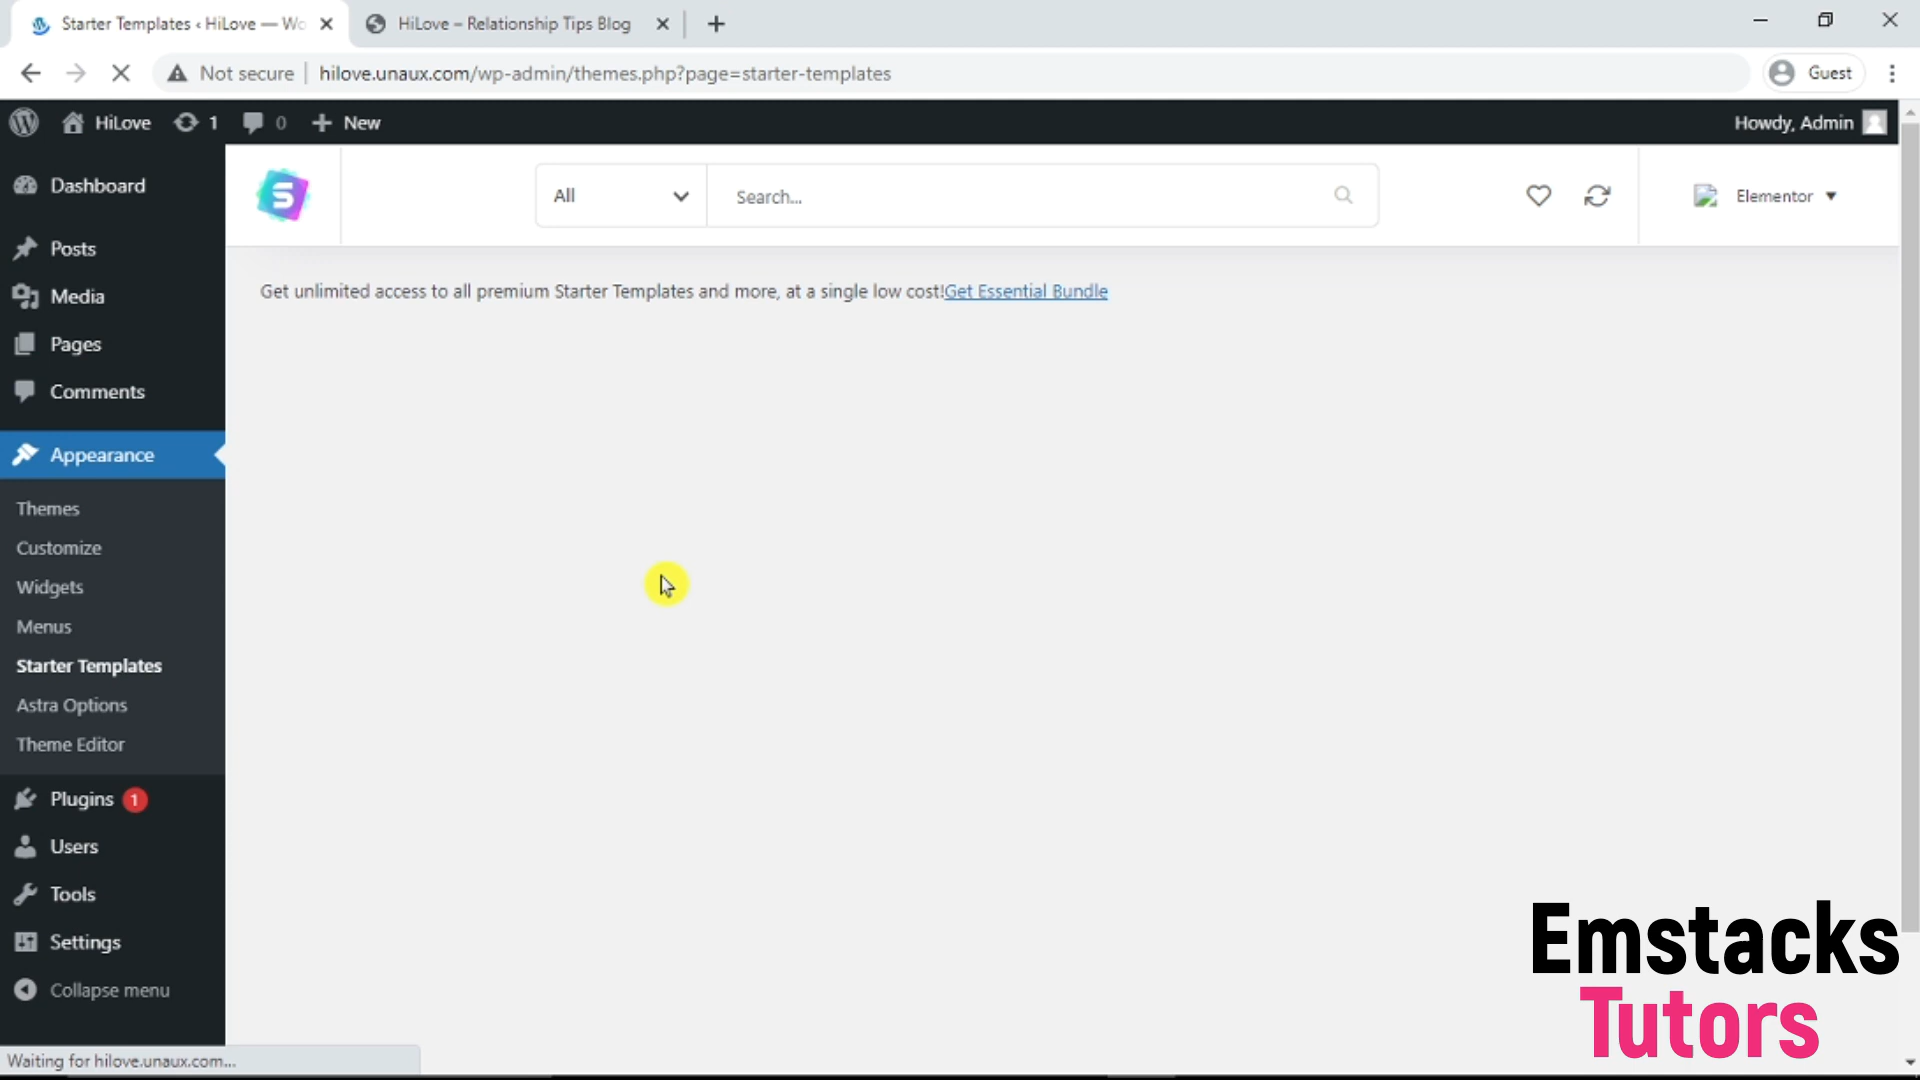 Starter Templates ‹ HiLove — Wo
HiLove – Relationship Tips Blog
Not secure
hilove.unaux.com/wp-admin/themes.php?page=starter-templates
Guest
HiLove
1
0
New
Howdy, Admin
Dashboard
Posts
Media
Pages
Comments
Appearance
Themes
Customize
Widgets
Menus
Starter Templates
Astra Options
Theme Editor
Plugins 1
Users
Tools
Settings
Collapse menu
S
All
Search...
Elementor
Get unlimited access to all premium Starter Templates and more, at a single low cost!Get Essential Bundle
Waiting for hilove.unaux.com...
Emstacks
Tutors